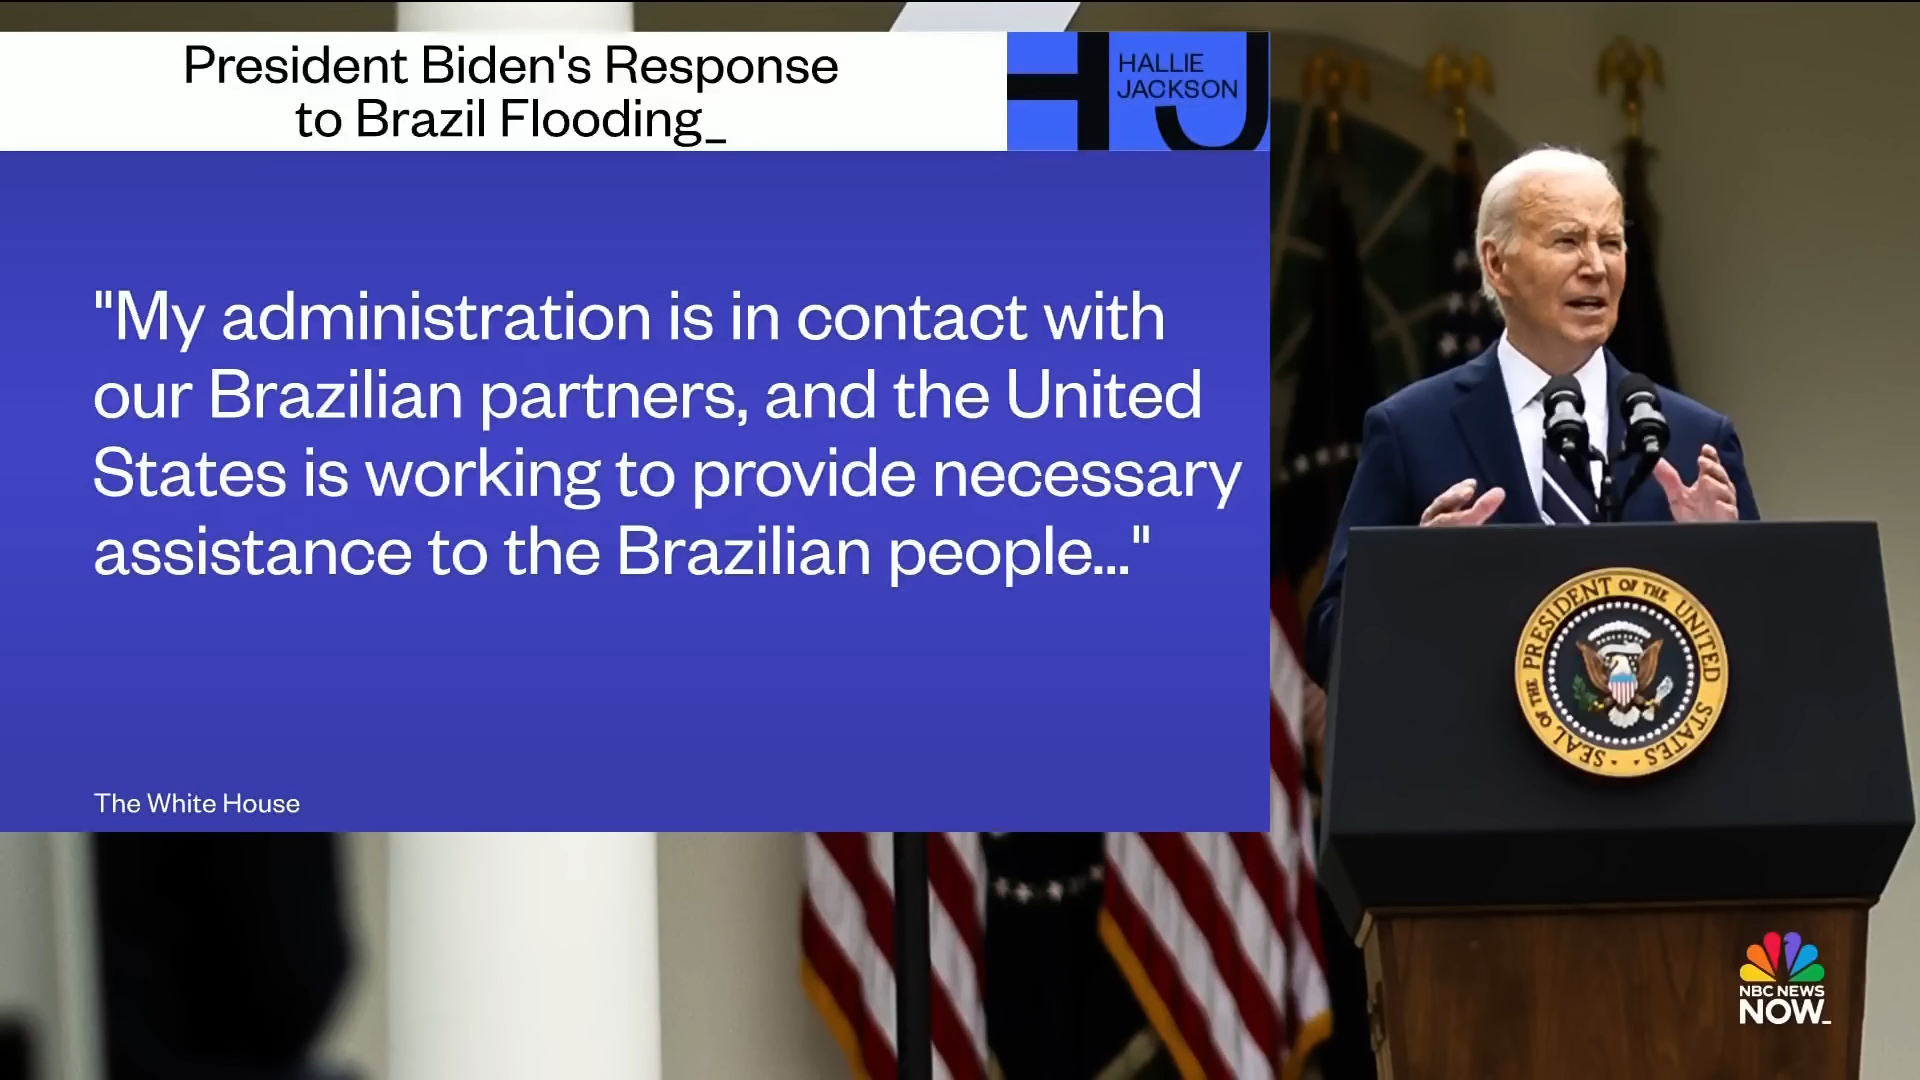 President Biden's Response
to Brazil Flooding_
HALLIE
JACKSON
HJ
"My administration is in contact with
our Brazilian partners, and the United
States is working to provide necessary
assistance to the Brazilian people..."
The White House
SEAL OF THE PRESIDENT OF THE UNITED STATES
NBC NEWS
NOW_